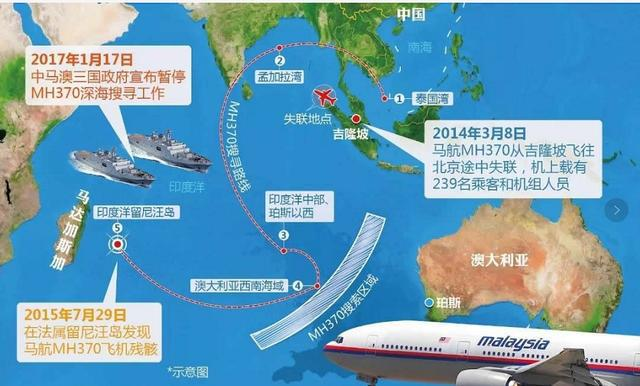 2017年1月17日
中马澳三国政府宣布暂停
MH370深海搜寻工作
中国
南海
②
孟加拉湾
①
泰国湾
失联地点
吉隆坡
2014年3月8日
马航MH370从吉隆坡飞往
北京途中失联，机上载有
239名乘客和机组人员
MH370搜寻路线
印度洋
马达加斯加
印度洋留尼汪岛
⑤
印度洋中部、
珀斯以西
③
澳大利亚西南海域
④
MH370搜索区域
澳大利亚
珀斯
2015年7月29日
在法属留尼汪岛发现
马航MH370飞机残骸
*示意图
malaysia